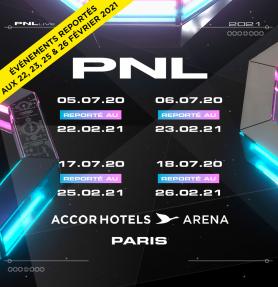 ÉVÉNEMENTS REPORTÉS
AUX 22, 23, 25 & 26 FÉVRIER 2021
PNL LIVE
2021
PNL
05.07.20 06.07.20
REPORTÉ AU REPORTÉ AU
22.02.21 23.02.21
17.07.20 18.07.20
REPORTÉ AU REPORTÉ AU
25.02.21 26.02.21
ACCOR HOTELS ARENA
PARIS